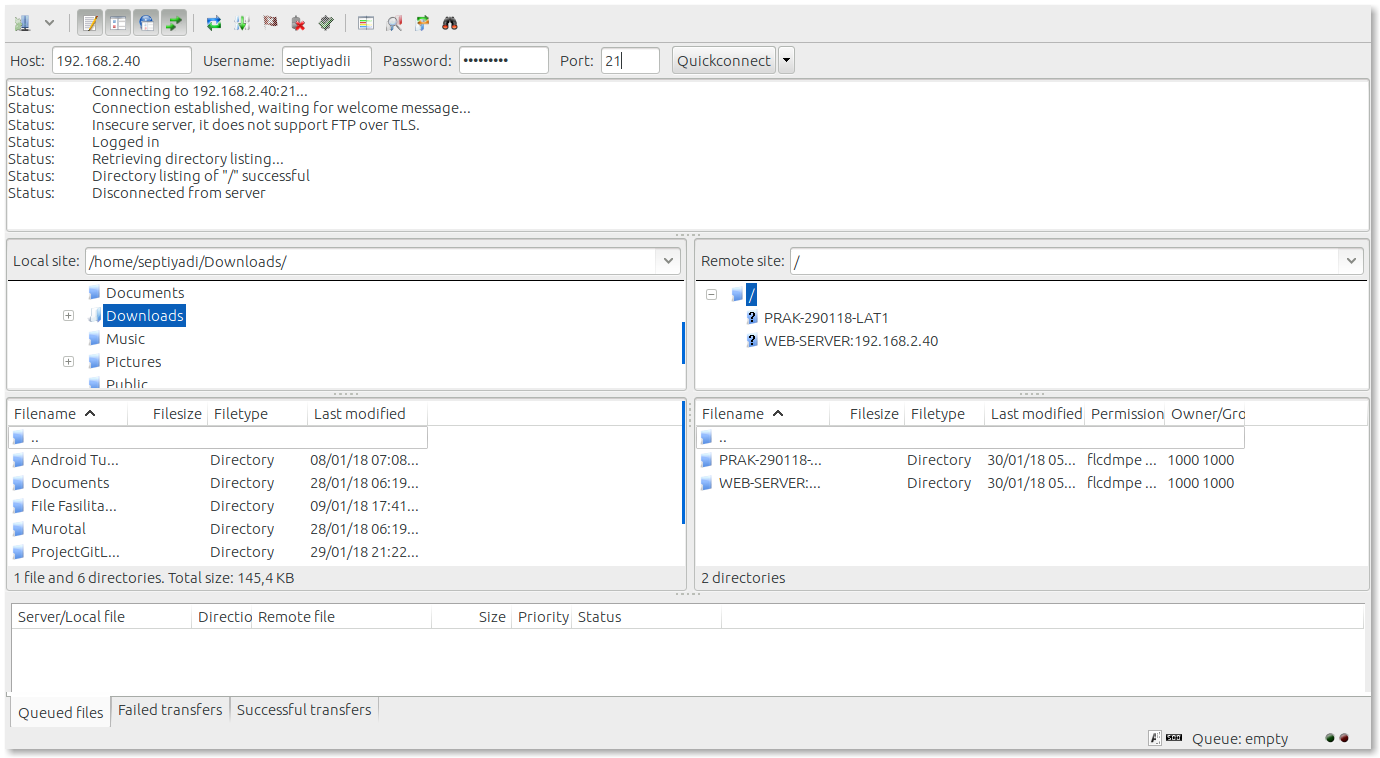 Host: 192.168.2.40 Username: septiyadii Password: ••••••••• Port: 21 Quickconnect
Status: Connecting to 192.168.2.40:21...
Status: Connection established, waiting for welcome message...
Status: Insecure server, it does not support FTP over TLS.
Status: Logged in
Status: Retrieving directory listing...
Status: Directory listing of "/" successful
Status: Disconnected from server
Local site: /home/septiyadi/Downloads/
Documents
Downloads
Music
Pictures
Public
Remote site: /
/
PRAK-290118-LAT1
WEB-SERVER:192.168.2.40
Filename Filesize Filetype Last modified
..
Android Tu... Directory 08/01/18 07:08...
Documents Directory 28/01/18 06:19...
File Fasilita... Directory 09/01/18 17:41...
Murotal Directory 28/01/18 06:19...
ProjectGitL... Directory 29/01/18 21:22...
1 file and 6 directories. Total size: 145,4 KB
Filename Filesize Filetype Last modified Permission Owner/Gro
..
PRAK-290118-... Directory 30/01/18 05... flcdmpe ... 1000 1000
WEB-SERVER:... Directory 30/01/18 05... flcdmpe ... 1000 1000
2 directories
Server/Local file Directio Remote file Size Priority Status
Queued files Failed transfers Successful transfers
Queue: empty